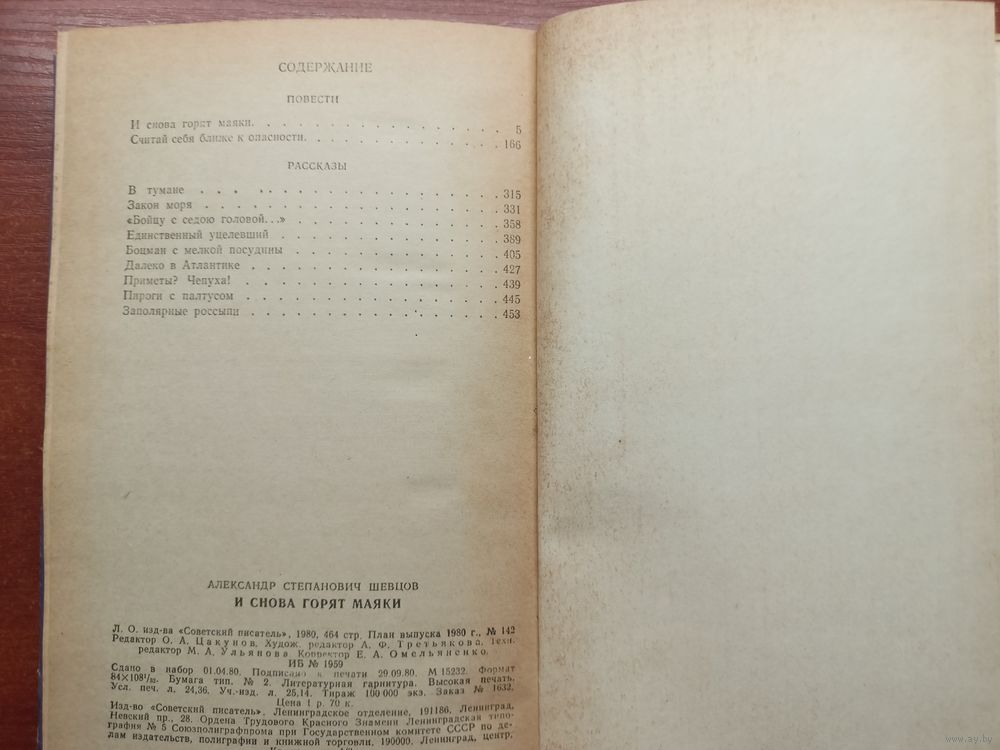 СОДЕРЖАНИЕ
ПОВЕСТИ
И снова горят маяки. . . . . . . . . . . . . . . . . 5
Считай себя ближе к опасности. . . . . . . . . . . . . 166
РАССКАЗЫ
В тумане . . . . . . . . . . . . . . . . . . . . 315
Закон моря . . . . . . . . . . . . . . . . . . . . 331
«Бойцу с седою головой...» . . . . . . . . . . . . . . 358
Единственный уцелевший . . . . . . . . . . . . . . . 389
Боцман с мелкой посудины . . . . . . . . . . . . . . 405
Далеко в Атлантике . . . . . . . . . . . . . . . . . 427
Приметы? Чепуха! . . . . . . . . . . . . . . . . . 439
Пироги с палтусом . . . . . . . . . . . . . . . . . 445
Заполярные россыпи . . . . . . . . . . . . . . . . . 453
АЛЕКСАНДР СТЕПАНОВИЧ ШЕВЦОВ
И СНОВА ГОРЯТ МАЯКИ
Л. О. изд-ва «Советский писатель», 1980, 464 стр. План выпуска 1980 г., № 142
Редактор О. А. Цакунов. Худож. редактор А. Ф. Третьякова. Техн.
редактор М. А. Ульянова. Корректор Е. А. Омельяненко.
ИБ № 1959
Сдано в набор 01.04.80. Подписано к печати 29.09.80. М 15232. Формат
84×108¹/₃₂. Бумага тип. № 2. Литературная гарнитура. Высокая печать.
Усл. печ. л. 24,36. Уч.-изд. л. 25,14. Тираж 100 000 экз. Заказ № 1632.
Цена 1 р. 70 к.
Изд-во «Советский писатель». Ленинградское отделение, 191186, Ленинград,
Невский пр., 28. Ордена Трудового Красного Знамени Ленинградская типо-
графия № 5 Союзполиграфпрома при Государственном комитете СССР по де-
лам издательств, полиграфии и книжной торговли. 190000, Ленинград, центр,
www.ay.by